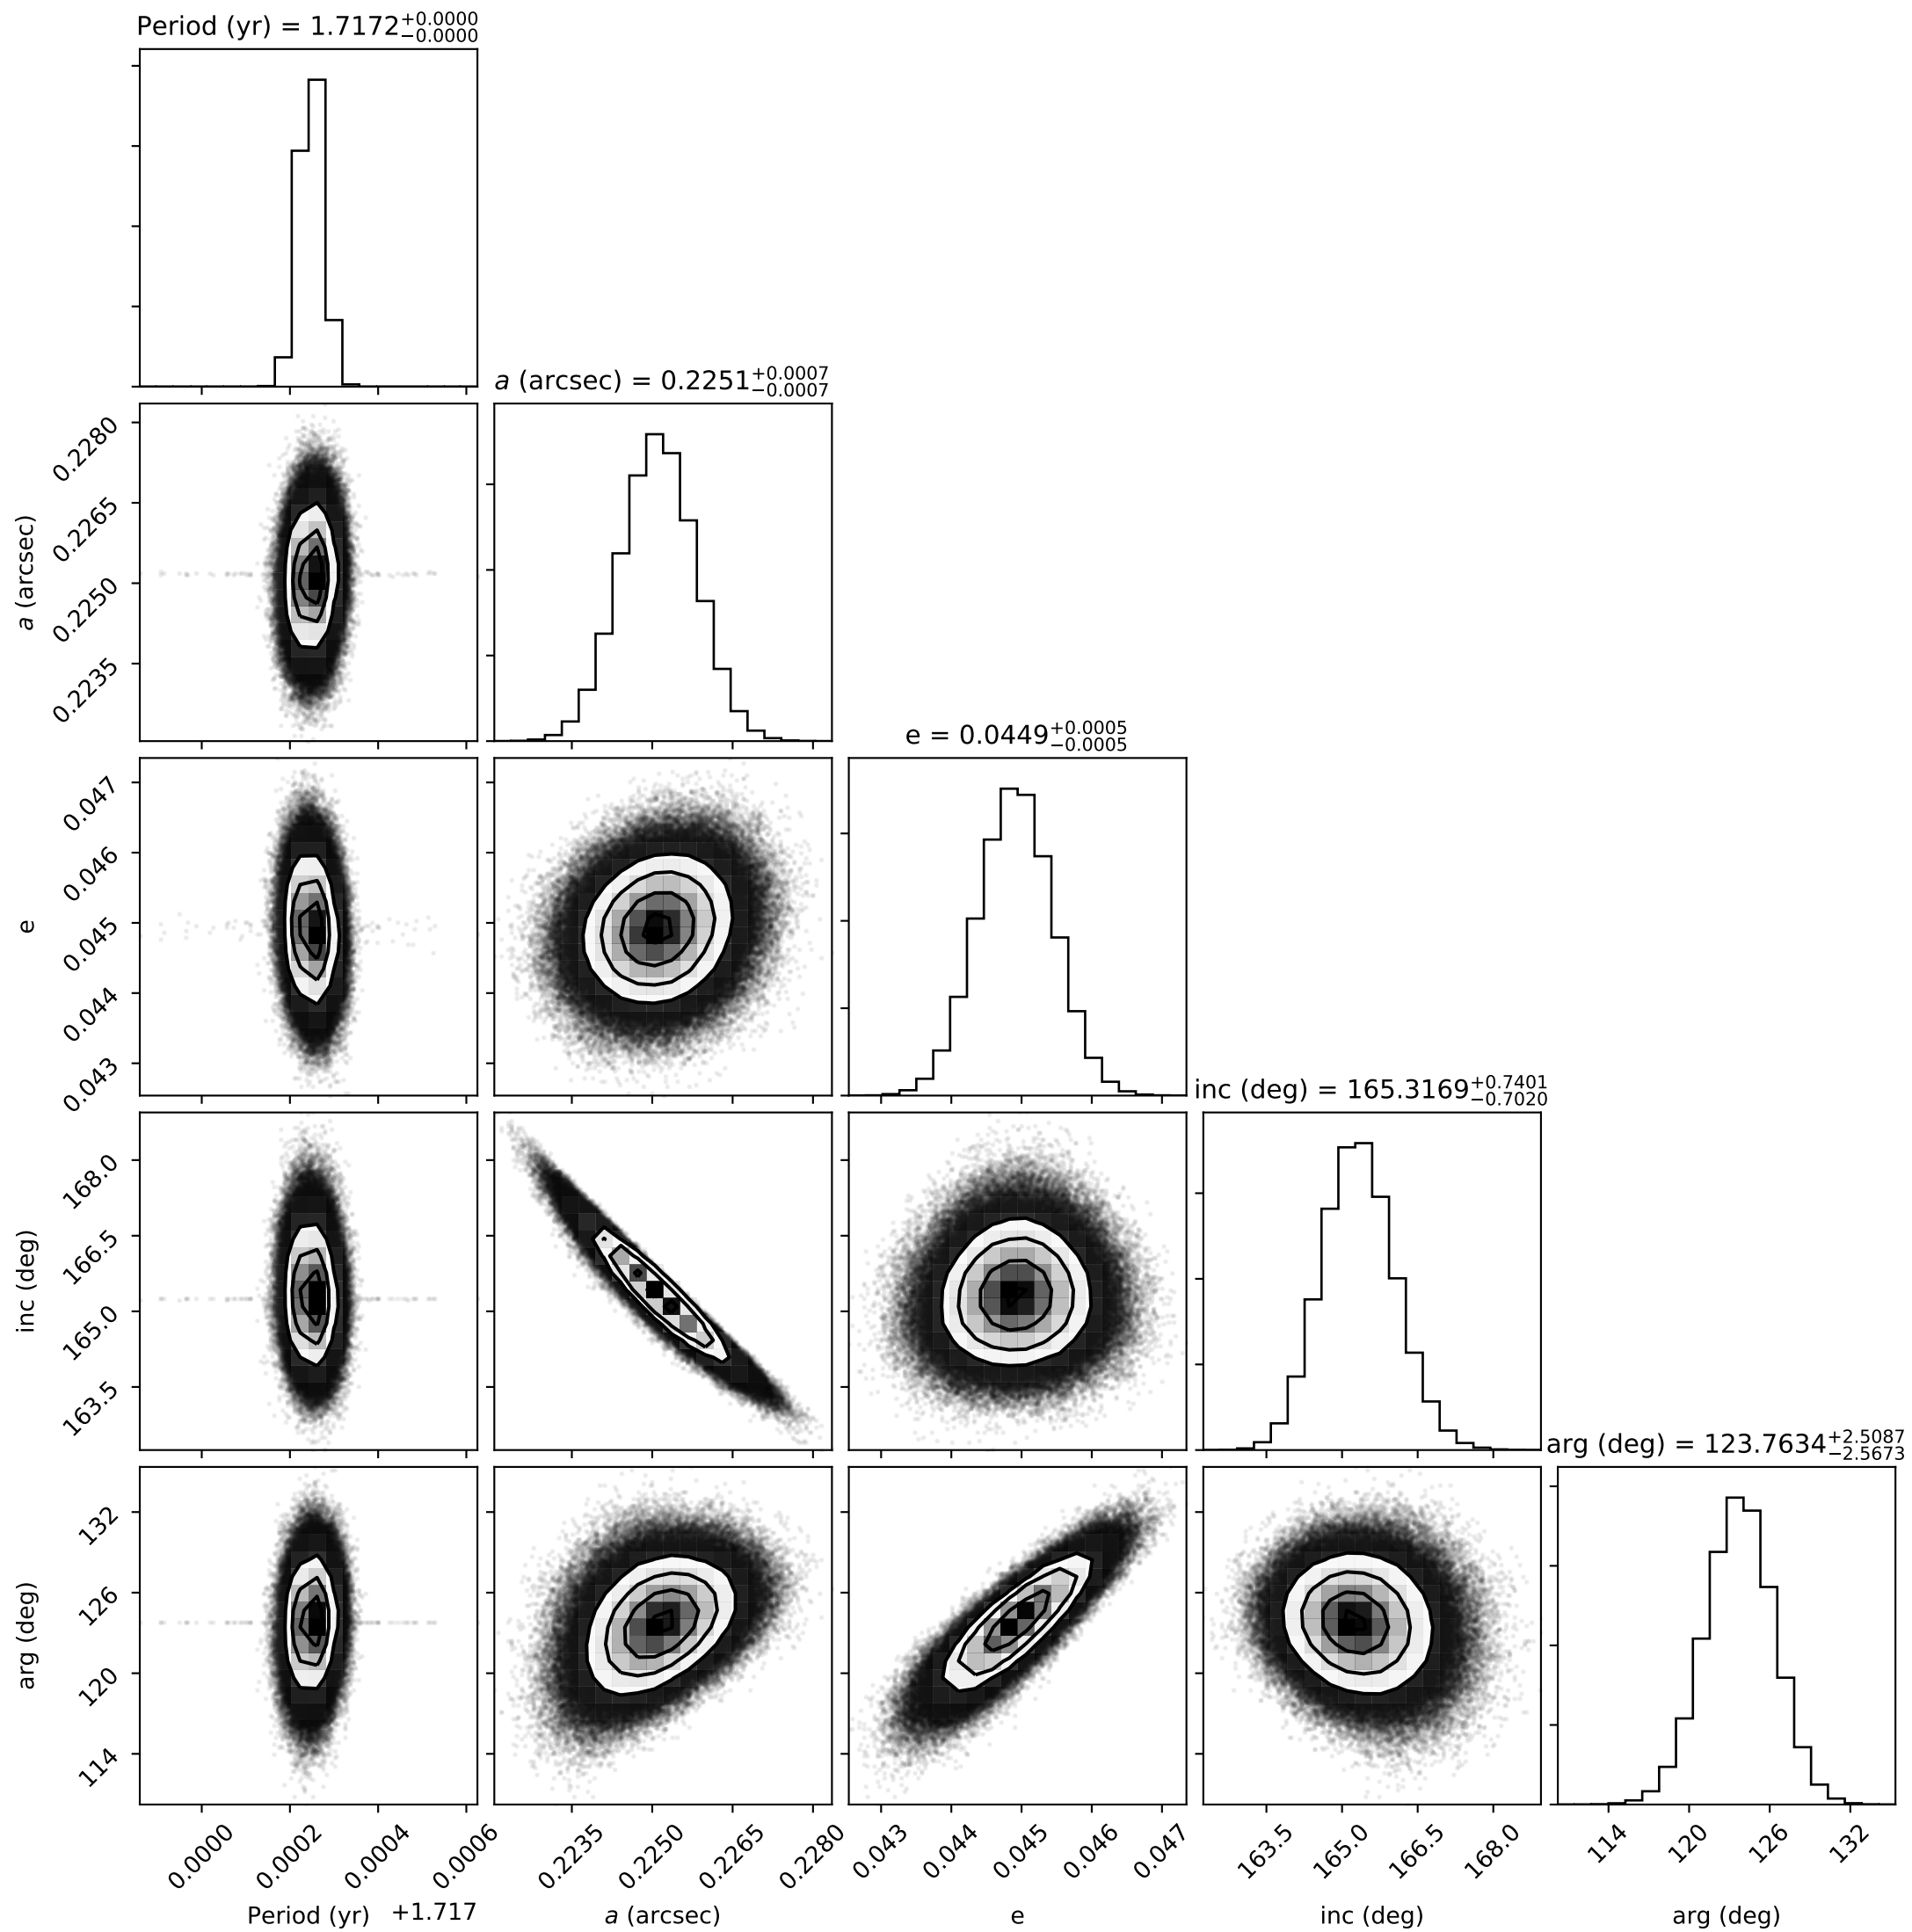 Period (yr) = 1.7172+0.0000 −0.0000
a (arcsec) = 0.2251+0.0007 −0.0007
0.2280
0.2265
0.2250
0.2235
a (arcsec)
e = 0.0449+0.0005 −0.0005
0.047
0.046
0.045
0.044
0.043
e
inc (deg) = 165.3169+0.7401 −0.7020
168.0
166.5
165.0
163.5
inc (deg)
arg (deg) = 123.7634+2.5087 −2.5673
132
126
120
114
arg (deg)
0.0000 0.0002 0.0004 0.0006 0.2235 0.2250 0.2265 0.2280 0.043 0.044 0.045 0.046 0.047 163.5 165.0 166.5 168.0 114 120 126 132
Period (yr) +1.717 a (arcsec) e inc (deg) arg (deg)